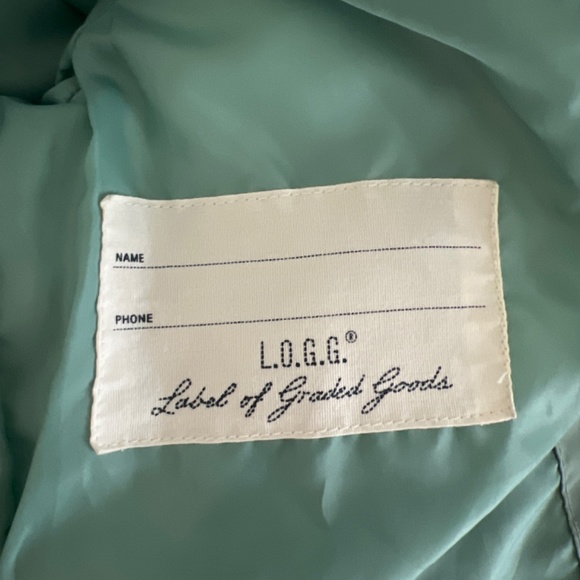 NAME
PHONE
L.O.G.G.®
Label of Graded Goods